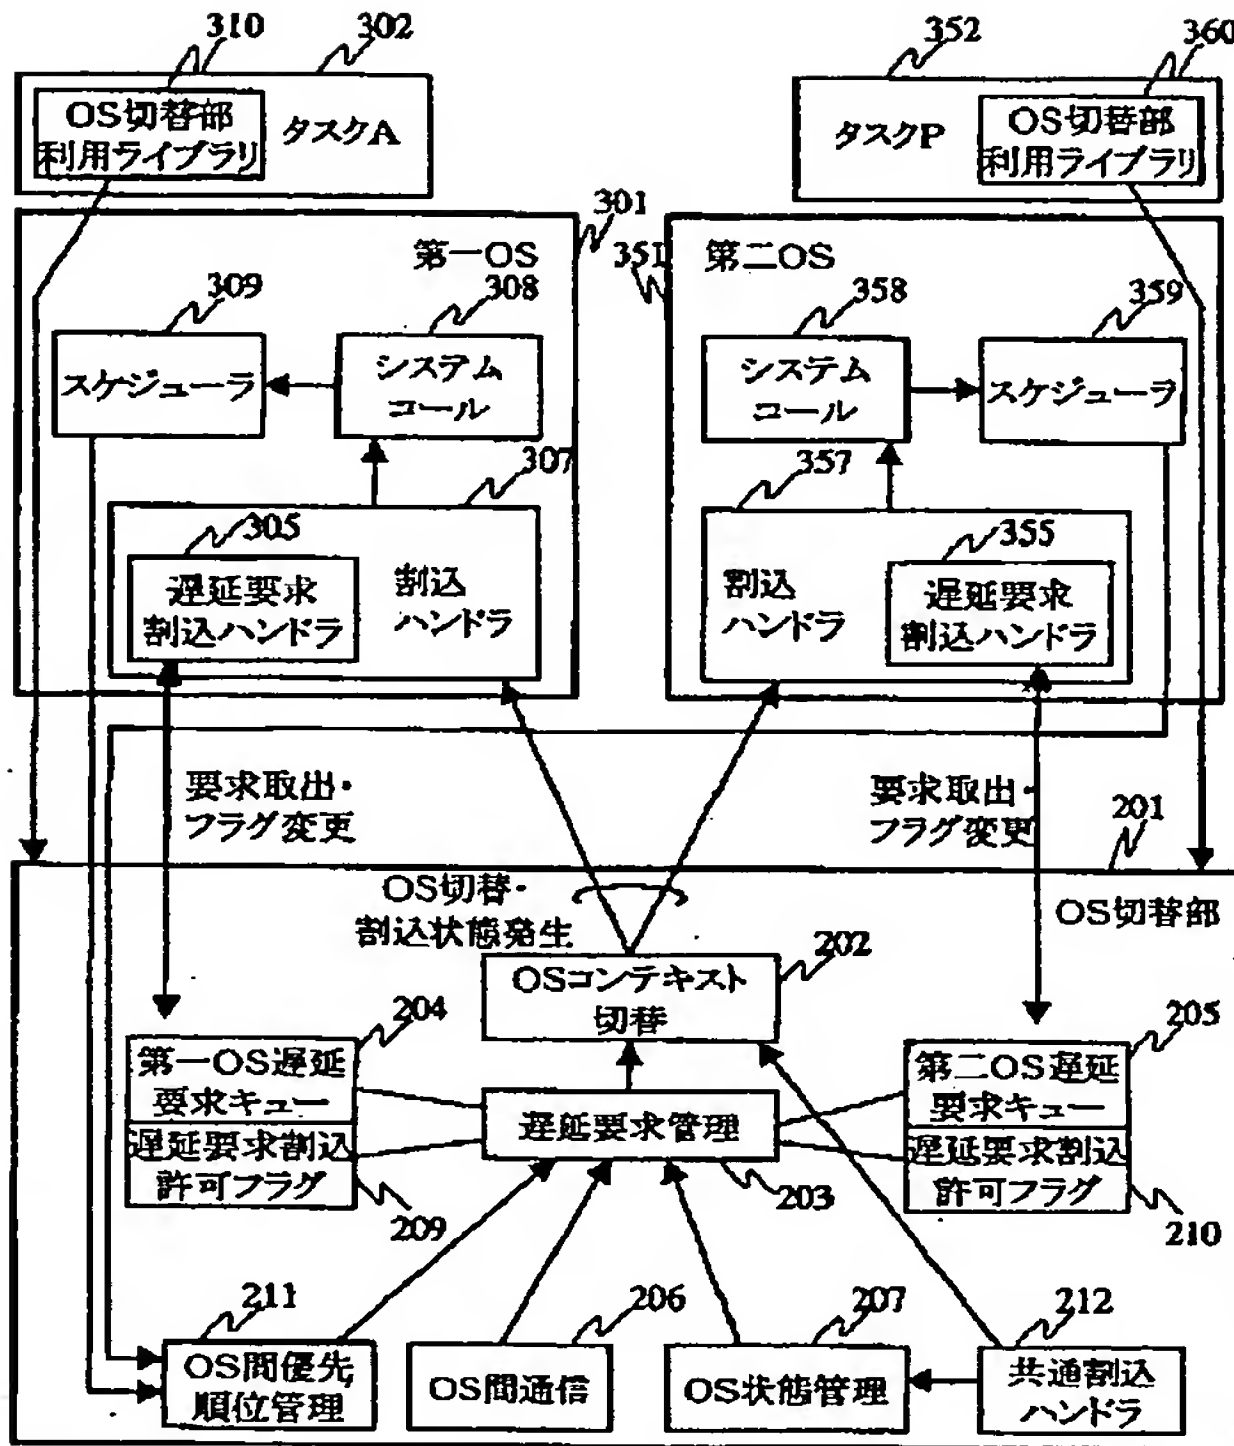 310
302
352
360
OS切替部
利用ライブラリ
タスクA
タスクP
OS切替部
利用ライブラリ
301
第一OS
351
第二OS
309
308
358
359
スケジューラ
システム
コール
システム
コール
スケジューラ
307
357
305
遅延要求
割込ハンドラ
割込
ハンドラ
割込
ハンドラ
355
遅延要求
割込ハンドラ
要求取出・
フラグ変更
要求取出・
フラグ変更
201
OS切替・
割込状態発生
OS切替部
202
OSコンテキスト
切替
204
第一OS遅延
要求キュー
遅延要求割込
許可フラグ
209
遅延要求管理
203
205
第二OS遅延
要求キュー
遅延要求割込
許可フラグ
210
211
OS間優先
順位管理
206
OS間通信
207
OS状態管理
212
共通割込
ハンドラ